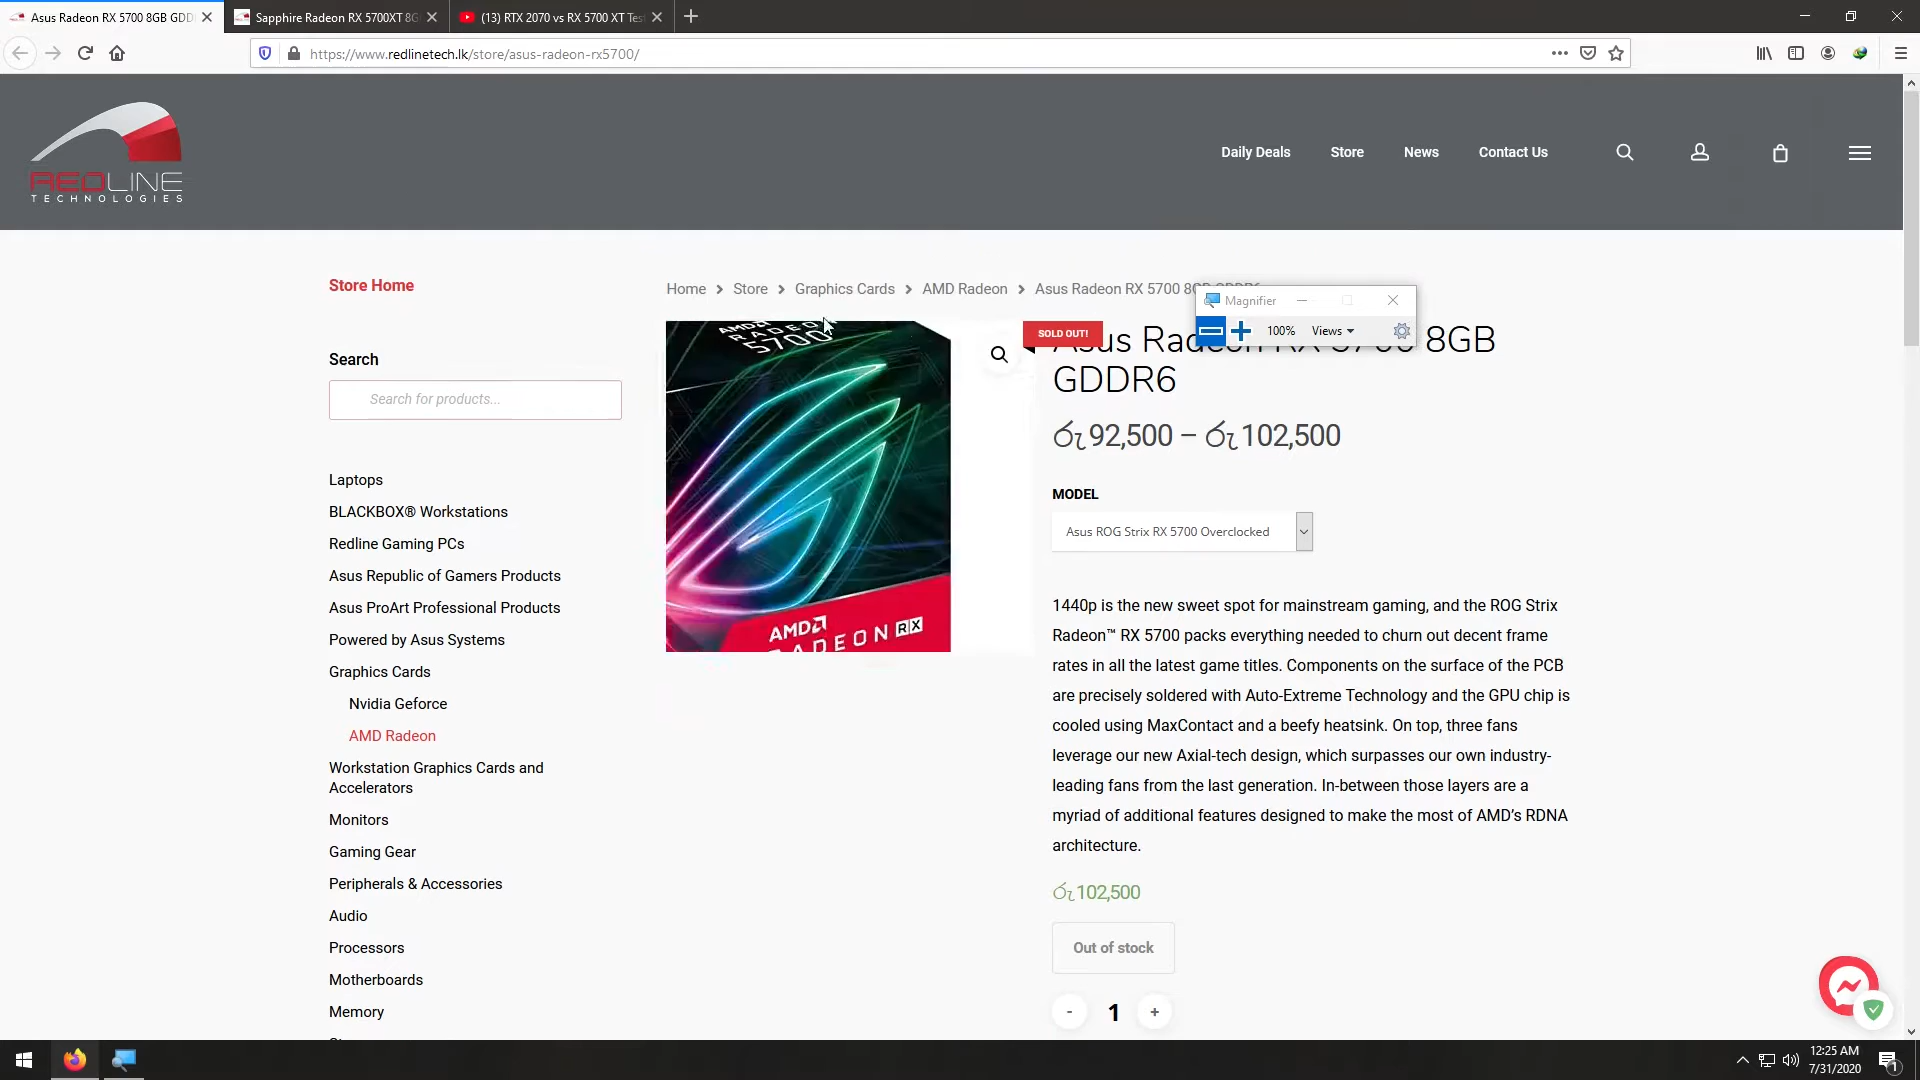 Asus Radeon RX 5700 8GB GDD
Sapphire Radeon RX 5700XT 8G
(13) RTX 2070 vs RX 5700 XT Tes
https://www.redlinetech.lk/store/asus-radeon-rx5700/
REDLINE
TECHNOLOGIES
Daily Deals
Store
News
Contact Us
Store Home
Home > Store > Graphics Cards > AMD Radeon > Asus Radeon RX 5700 8GB GDDR6
Magnifier
100%
Views
SOLD OUT!
Asus Radeon RX 5700 8GB
GDDR6
රු 92,500 – රු 102,500
Search
Search for products...
AMD
RADEON
5700
AMD
RADEON RX
MODEL
Asus ROG Strix RX 5700 Overclocked
Laptops
BLACKBOX® Workstations
Redline Gaming PCs
Asus Republic of Gamers Products
Asus ProArt Professional Products
Powered by Asus Systems
Graphics Cards
Nvidia Geforce
AMD Radeon
Workstation Graphics Cards and
Accelerators
Monitors
Gaming Gear
Peripherals & Accessories
Audio
Processors
Motherboards
Memory
1440p is the new sweet spot for mainstream gaming, and the ROG Strix
Radeon™ RX 5700 packs everything needed to churn out decent frame
rates in all the latest game titles. Components on the surface of the PCB
are precisely soldered with Auto-Extreme Technology and the GPU chip is
cooled using MaxContact and a beefy heatsink. On top, three fans
leverage our new Axial-tech design, which surpasses our own industry-
leading fans from the last generation. In-between those layers are a
myriad of additional features designed to make the most of AMD’s RDNA
architecture.
රු 102,500
Out of stock
- 1 +
12:25 AM
7/31/2020
1